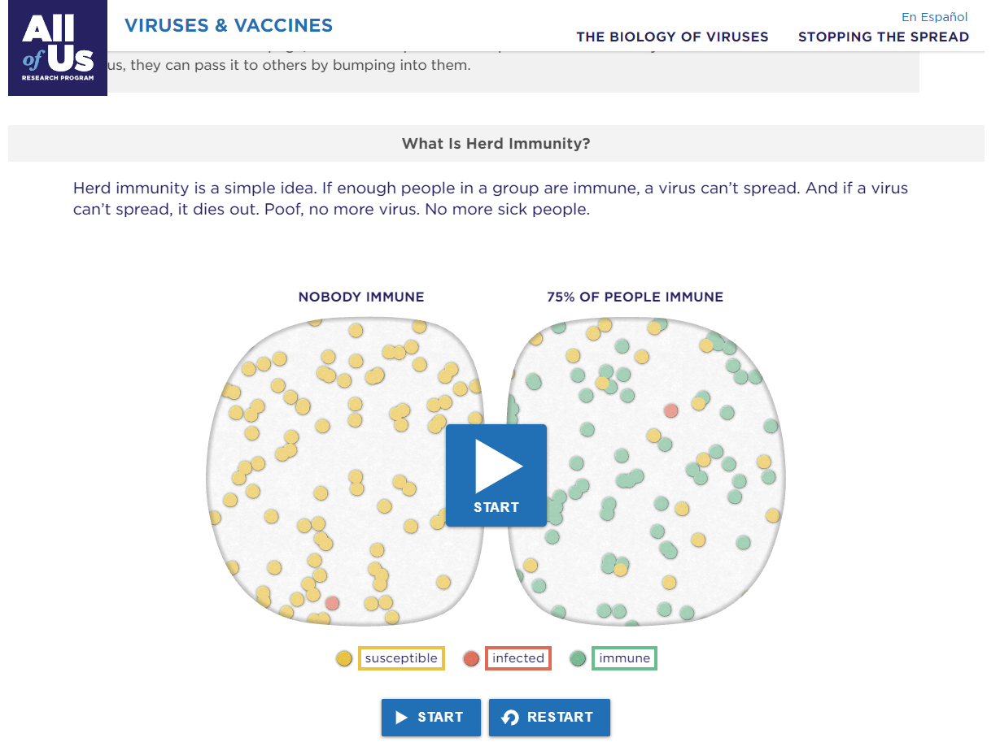 All
of Us
RESEARCH PROGRAM
VIRUSES & VACCINES
En Español
THE BIOLOGY OF VIRUSES
STOPPING THE SPREAD
us, they can pass it to others by bumping into them.
What Is Herd Immunity?
Herd immunity is a simple idea. If enough people in a group are immune, a virus can’t spread. And if a virus
can’t spread, it dies out. Poof, no more virus. No more sick people.
NOBODY IMMUNE
75% OF PEOPLE IMMUNE
START
susceptible
infected
immune
START
RESTART